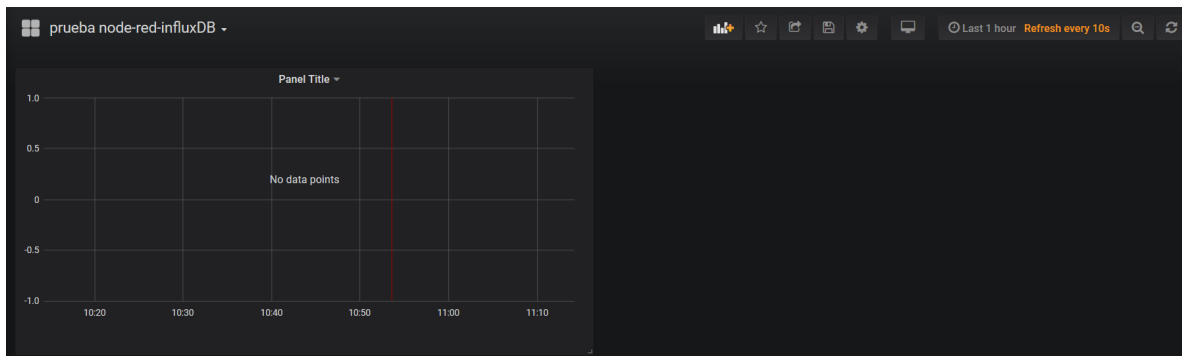 prueba node-red-influxDB
Last 1 hour Refresh every 10s
Panel Title
1.0
0.5
No data points
0
-0.5
-1.0
10:20 10:30 10:40 10:50 11:00 11:10